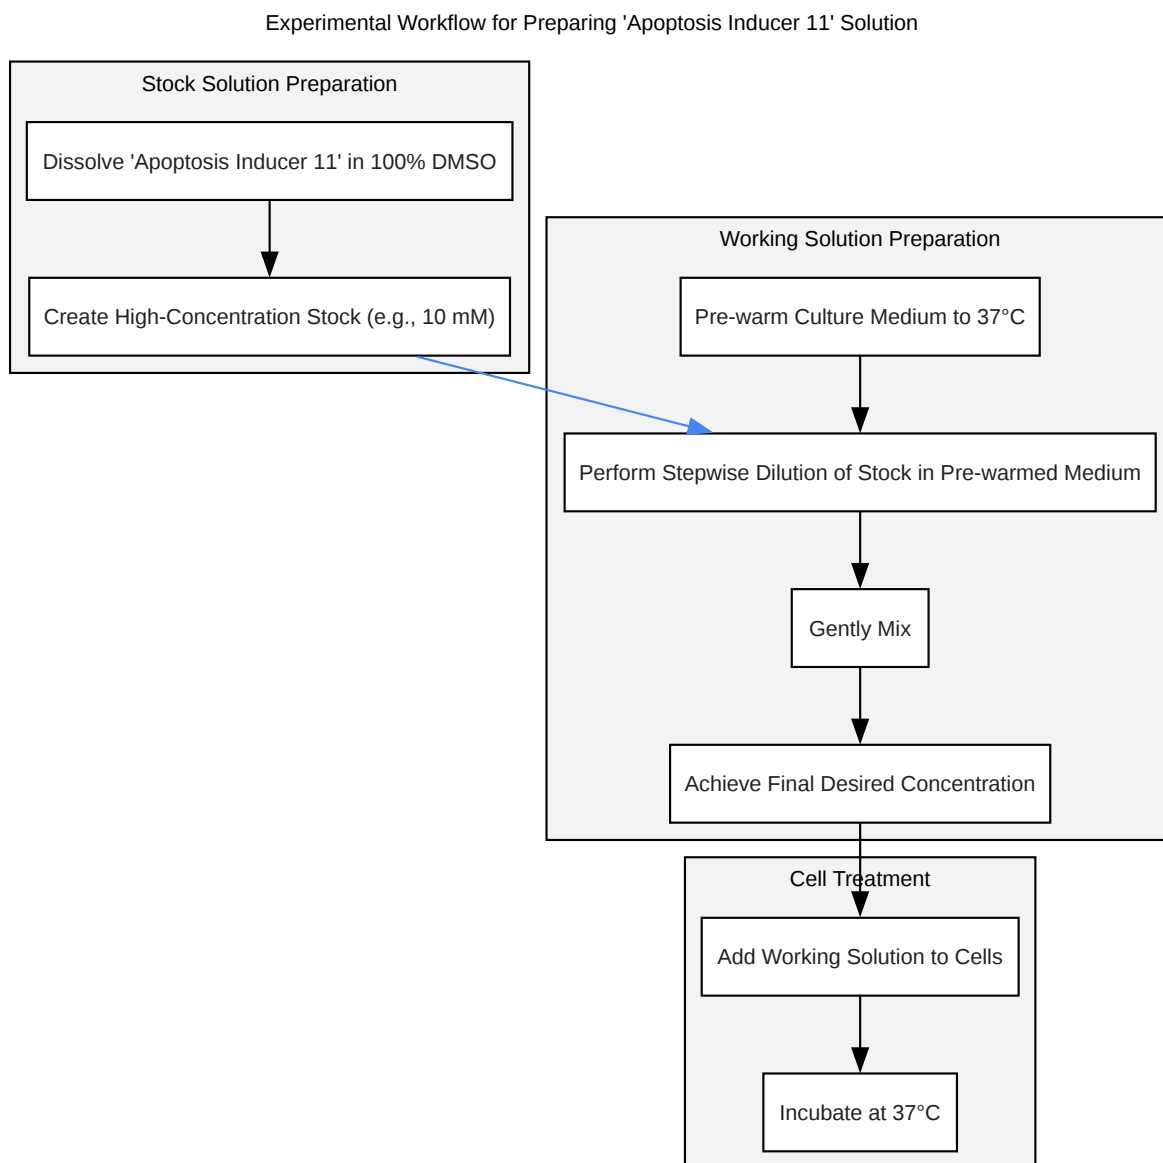 Experimental Workflow for Preparing 'Apoptosis Inducer 11' Solution
Stock Solution Preparation
Dissolve 'Apoptosis Inducer 11' in 100% DMSO
Create High-Concentration Stock (e.g., 10 mM)
Working Solution Preparation
Pre-warm Culture Medium to 37°C
Perform Stepwise Dilution of Stock in Pre-warmed Medium
Gently Mix
Achieve Final Desired Concentration
Cell Treatment
Add Working Solution to Cells
Incubate at 37°C